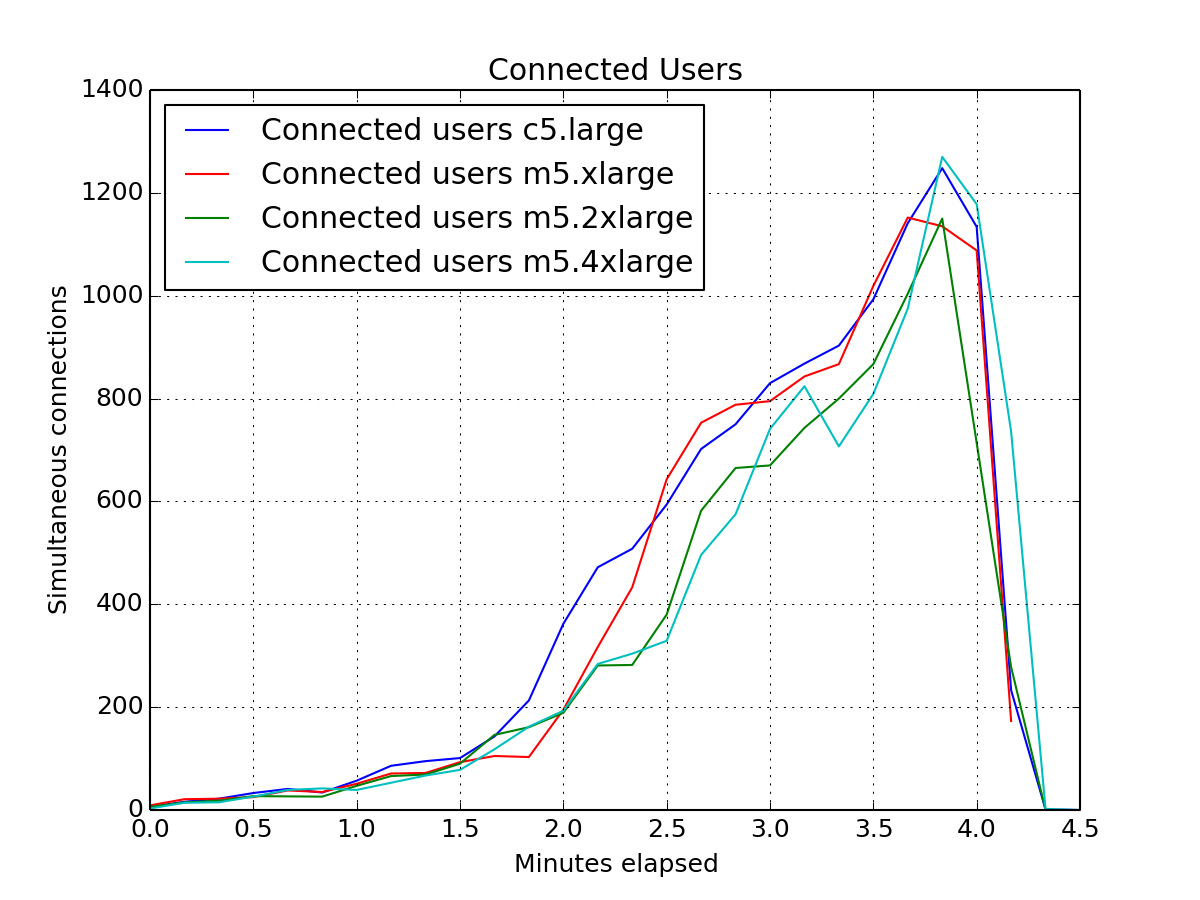 Connected Users
1400
1200
1000
800
600
400
200
0
Simultaneous connections
Connected users c5.large
Connected users m5.xlarge
Connected users m5.2xlarge
Connected users m5.4xlarge
0.0 0.5 1.0 1.5 2.0 2.5 3.0 3.5 4.0 4.5
Minutes elapsed